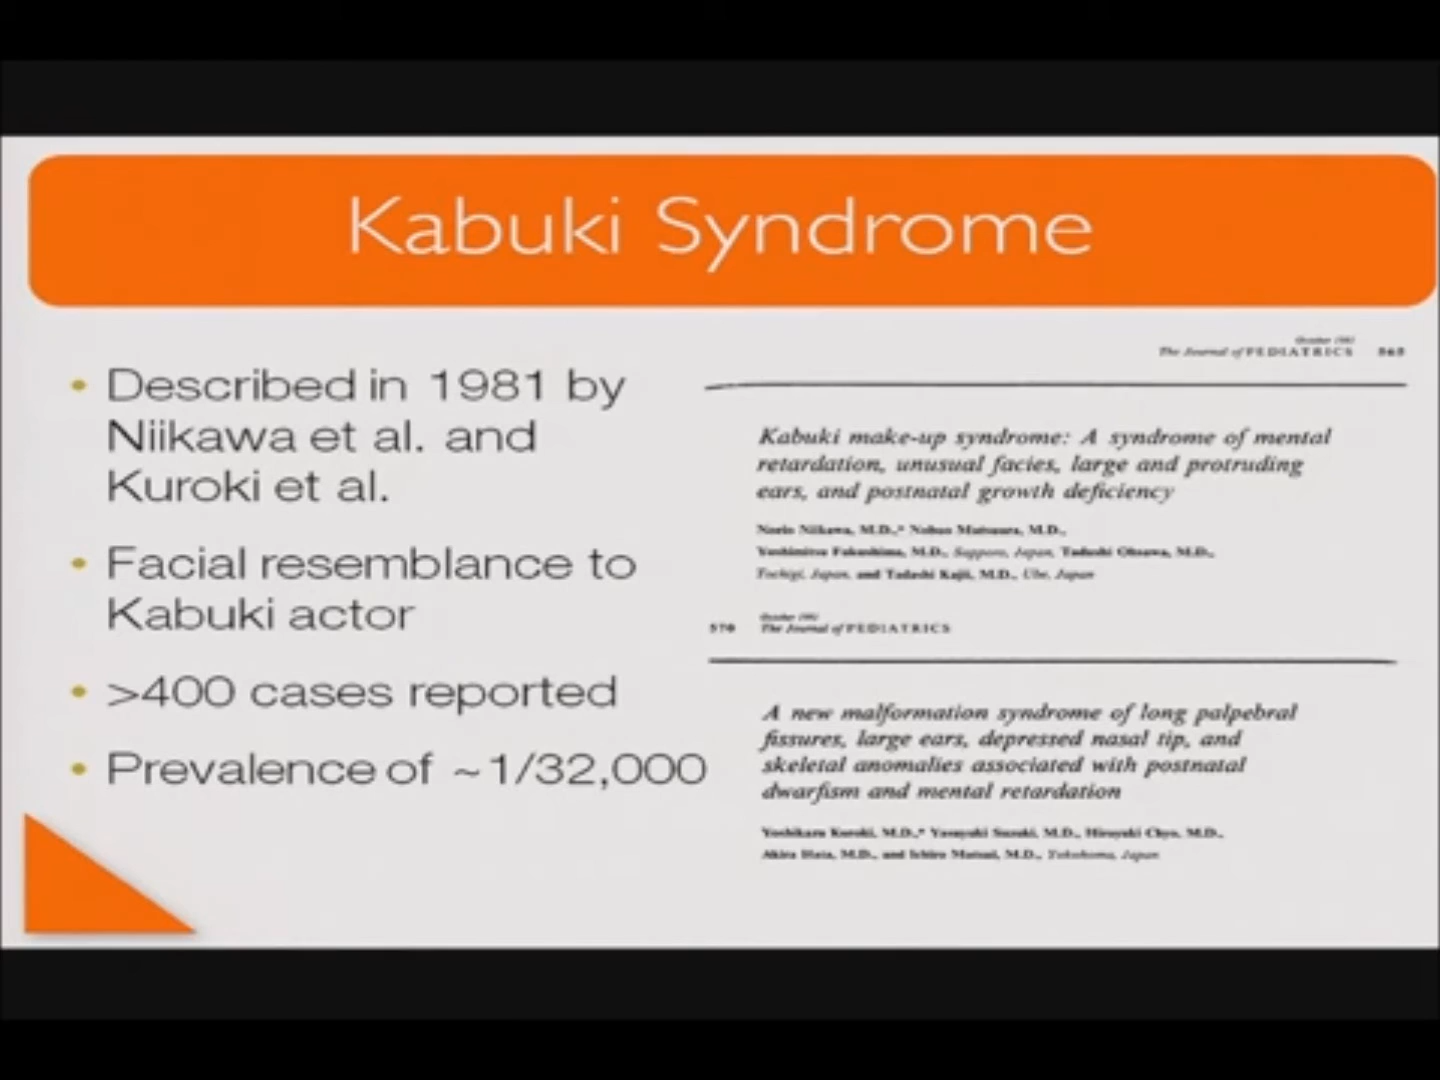 Kabuki Syndrome
• Described in 1981 by
Niikawa et al. and
Kuroki et al.
• Facial resemblance to
Kabuki actor
• >400 cases reported
• Prevalence of ~1/32,000
October 1981
The Journal of PEDIATRICS 565
Kabuki make-up syndrome: A syndrome of mental
retardation, unusual facies, large and protruding
ears, and postnatal growth deficiency
Norio Niikawa, M.D.,* Nobuo Matsuura, M.D.,
Yoshimitsu Fukushima, M.D., Sapporo, Japan, Tadashi Ohsawa, M.D.,
Tochigi, Japan, and Tadashi Kajii, M.D., Ube, Japan
October 1981
570 The Journal of PEDIATRICS
A new malformation syndrome of long palpebral
fissures, large ears, depressed nasal tip, and
skeletal anomalies associated with postnatal
dwarfism and mental retardation
Yoshikazu Kuroki, M.D.,* Yasuyuki Suzuki, M.D., Hiroyuki Chyo, M.D.,
Akira Hata, M.D., and Ichiro Matsui, M.D., Yokohama, Japan